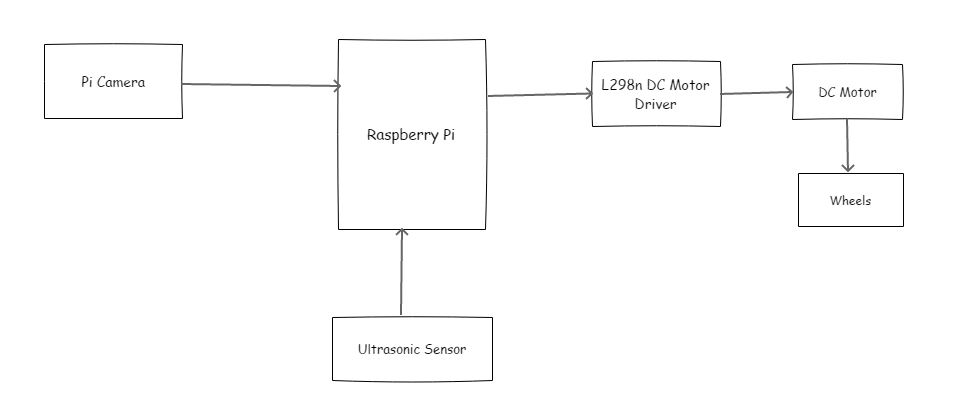 Pi Camera
Raspberry Pi
L298n DC Motor
Driver
DC Motor
Wheels
Ultrasonic Sensor